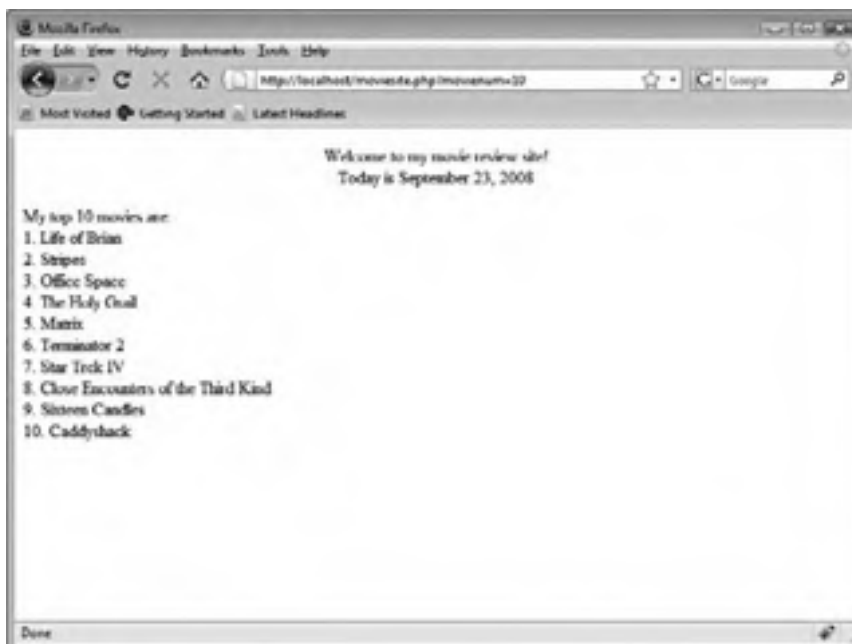 Mozilla Firefox
File Edit View History Bookmarks Tools Help
http://localhost/moviesite.php?movienum=10
Google
Most Visited Getting Started Latest Headlines
Welcome to my movie review site!
Today is September 23, 2008
My top 10 movies are:
1. Life of Brian
2. Stripes
3. Office Space
4. The Holy Grail
5. Matrix
6. Terminator 2
7. Star Trek IV
8. Close Encounters of the Third Kind
9. Sixteen Candles
10. Caddyshack
Done